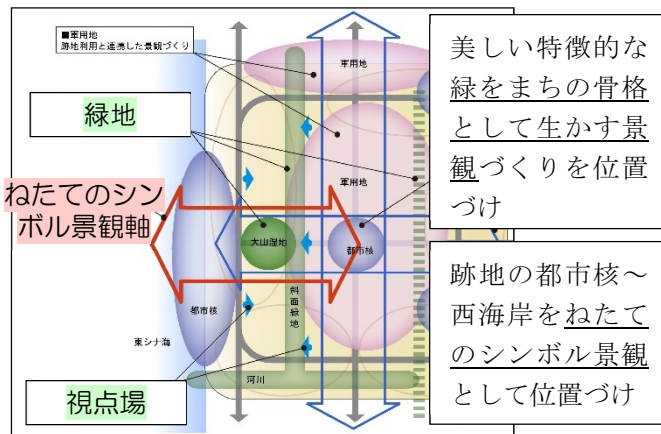 ■軍用地
跡地利用と連携した景観づくり
軍用地
緑地
ねたてのシン
ボル景観軸
軍用地
大山湿地
都市核
都市核
斜面緑地
東シナ海
視点場
河川
美しい特徴的な
緑をまちの骨格
として生かす景
観づくりを位置
づけ
跡地の都市核～
西海岸をねたて
のシンボル景観
として位置づけ